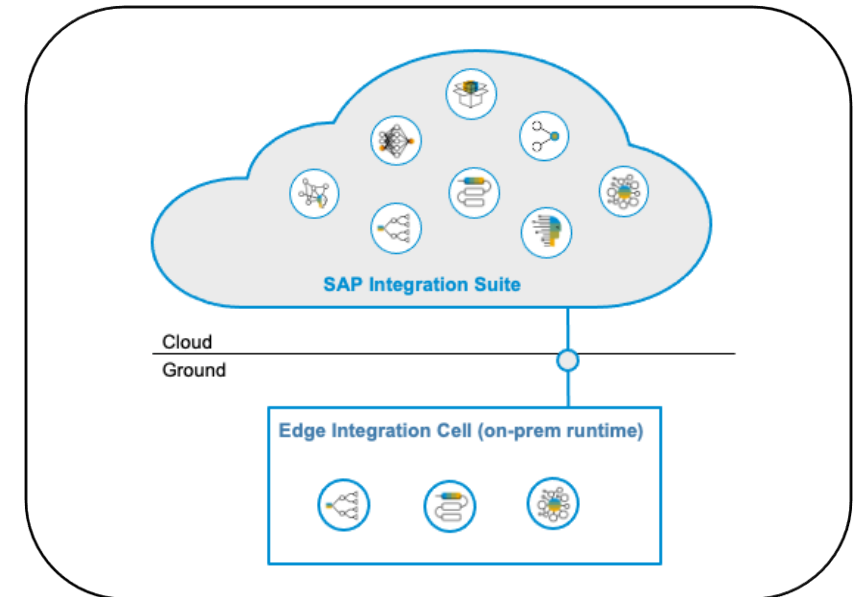 SAP Integration Suite
Cloud
Ground
Edge Integration Cell (on-prem runtime)